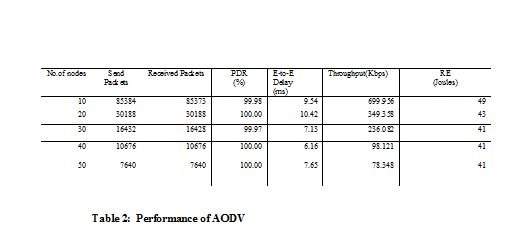 No.of nodes Send Packets Received Packets PDR (%) E-to-E Delay (ms) Throughput(Kbps) RE (Joules)
10 85384 85373 99.98 9.54 699.956 49
20 30188 30188 100.00 10.42 349.358 43
30 16432 16428 99.97 7.13 236.082 41
40 10676 10676 100.00 6.16 98.121 41
50 7640 7640 100.00 7.65 78.348 41
Table 2: Performance of AODV